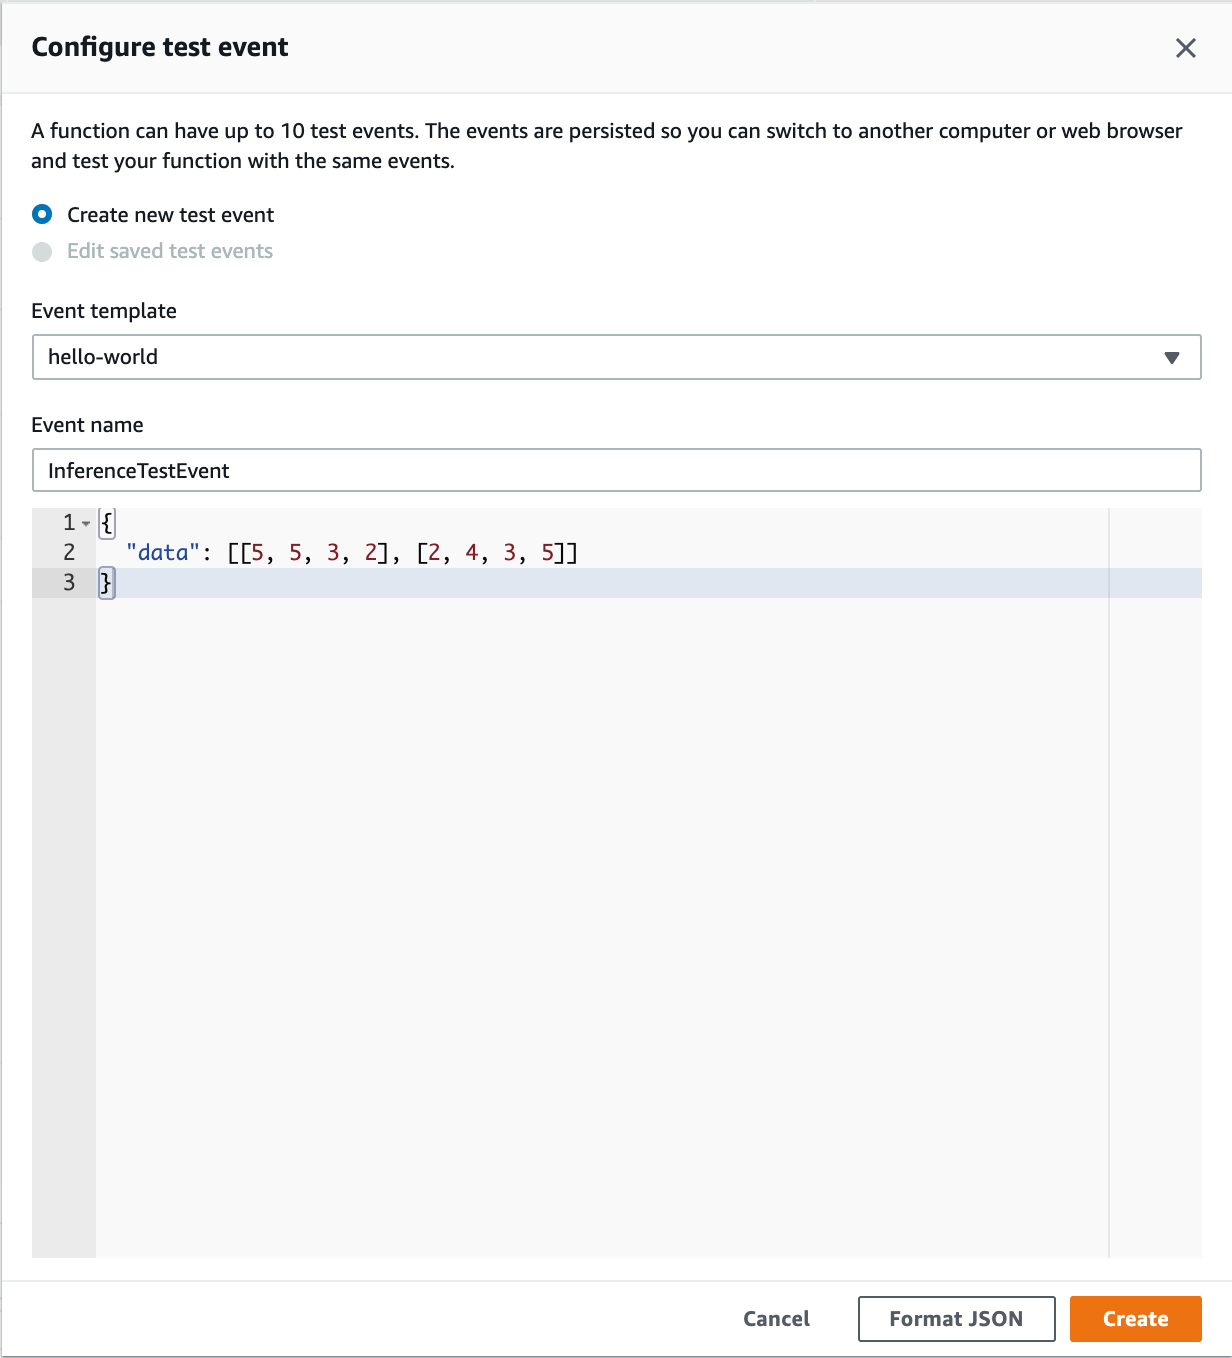 Configure test event
A function can have up to 10 test events. The events are persisted so you can switch to another computer or web browser
and test your function with the same events.
Create new test event
Edit saved test events
Event template
hello-world
Event name
InferenceTestEvent
1 {
2 "data": [[5, 5, 3, 2], [2, 4, 3, 5]]
3 }
Cancel Format JSON Create